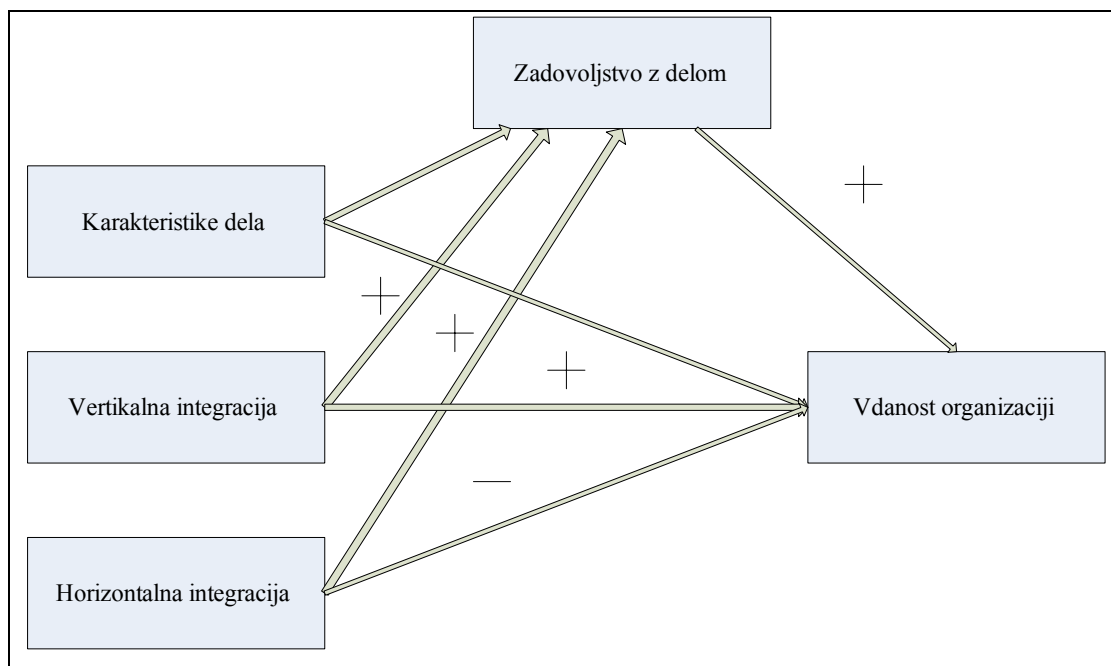 Zadovoljstvo z delom
Karakteristike dela
+
+
+
+
Vertikalna integracija
Vdanost organizaciji
—
Horizontalna integracija